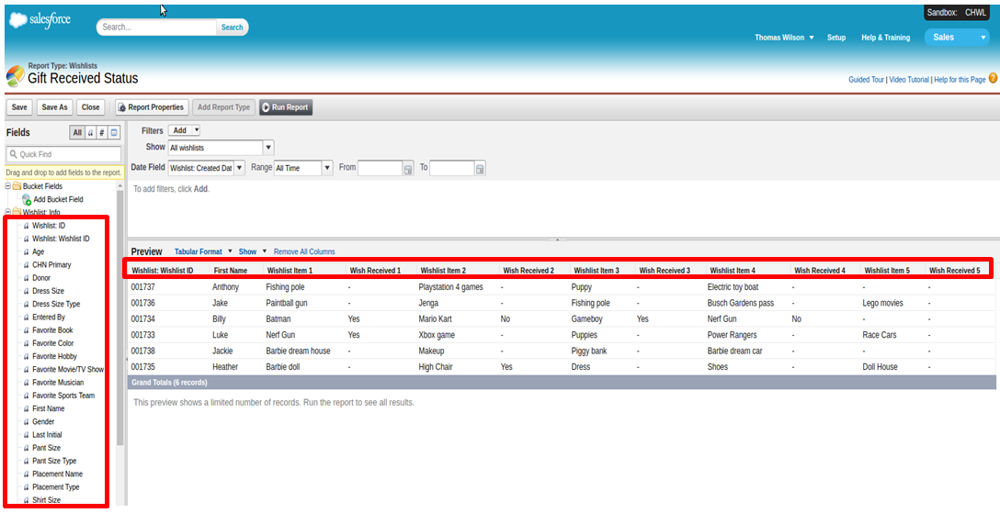 Sandbox: CHWL
salesforce
Search... Search
Thomas Wilson Setup Help & Training Sales
Report Type: Wishlists
Gift Received Status
Guided Tour | Video Tutorial | Help for this Page ?
Save Save As Close Report Properties Add Report Type Run Report
Fields All a #
Quick Find
Drag and drop to add fields to the report.
Bucket Fields
Add Bucket Field
Wishlist: Info
Wishlist: ID
Wishlist: Wishlist ID
Age
CHN Primary
Donor
Dress Size
Dress Size Type
Entered By
Favorite Book
Favorite Color
Favorite Hobby
Favorite Movie/TV Show
Favorite Musician
Favorite Sports Team
First Name
Gender
Last Initial
Pant Size
Pant Size Type
Placement Name
Placement Type
Shirt Size
Filters Add
Show All wishlists
Date Field Wishlist: Created Dat Range All Time From To
To add filters, click Add.
Preview Tabular Format Show Remove All Columns
Wishlist: Wishlist ID First Name Wishlist Item 1 Wish Received 1 Wishlist Item 2 Wish Received 2 Wishlist Item 3 Wish Received 3 Wishlist Item 4 Wish Received 4 Wishlist Item 5 Wish Received 5
001737 Anthony Fishing pole - Playstation 4 games - Puppy - Electric toy boat - - -
001736 Jake Paintball gun - Jenga - Fishing pole - Busch Gardens pass - Lego movies -
001734 Billy Batman Yes Mario Kart No Gameboy Yes Nerf Gun No - -
001733 Luke Nerf Gun Yes Xbox game - Puppies - Power Rangers - Race Cars -
001738 Jackie Barbie dream house - Makeup - Piggy bank - Barbie dream car - - -
001735 Heather Barbie doll - High Chair Yes Dress - Shoes - Doll House -
Grand Totals (6 records)
This preview shows a limited number of records. Run the report to see all results.